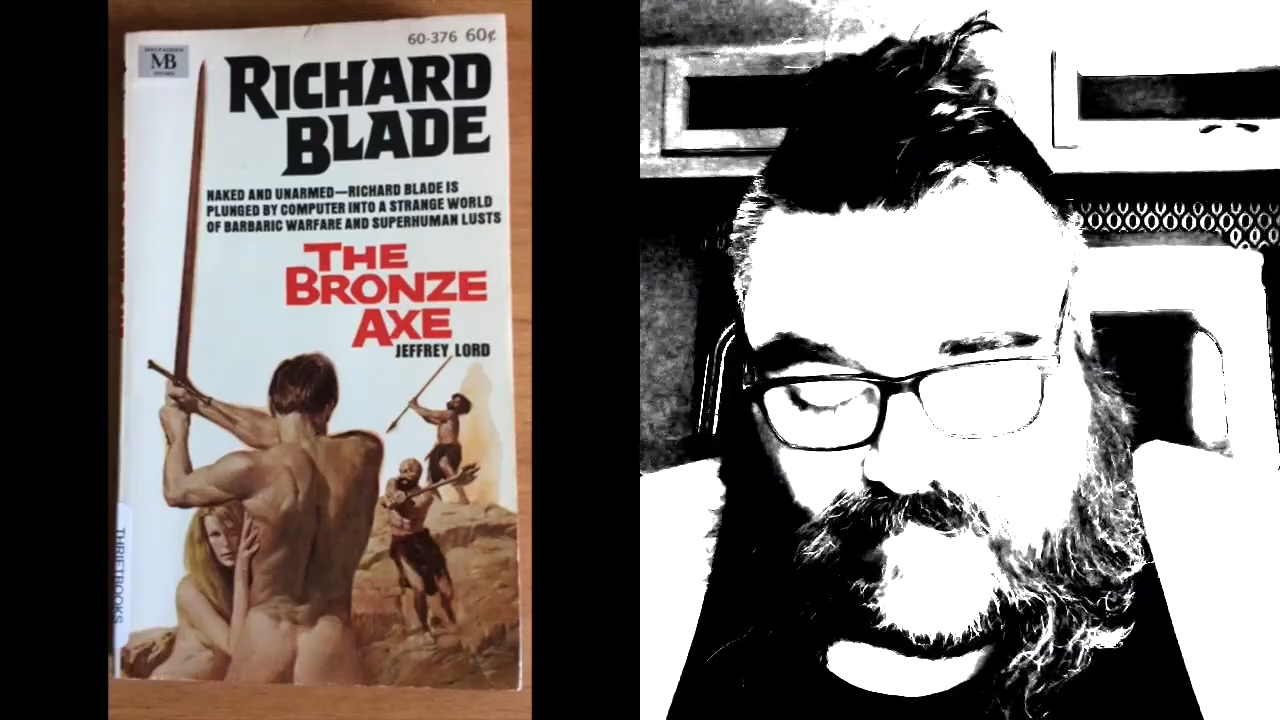 60-376 60¢
MB
RICHARD
BLADE
NAKED AND UNARMED—RICHARD BLADE IS
PLUNGED BY COMPUTER INTO A STRANGE WORLD
OF BARBARIC WARFARE AND SUPERHUMAN LUSTS
THE
BRONZE
AXE
JEFFREY LORD
THRIFTBOOKS